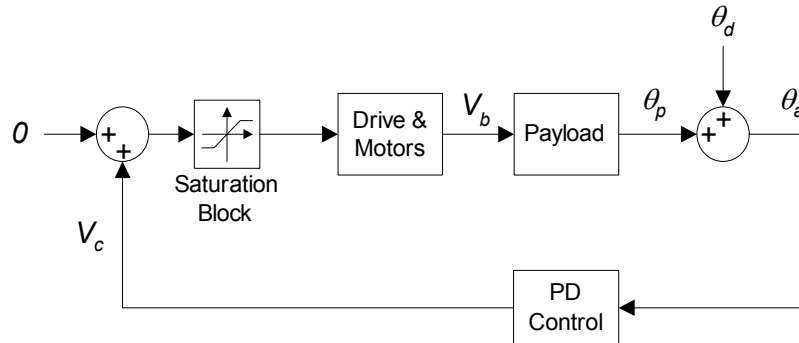 θd
0
+
+
Saturation
Block
Drive &
Motors
Vb
Payload
θp
+
+
θa
Vc
PD
Control